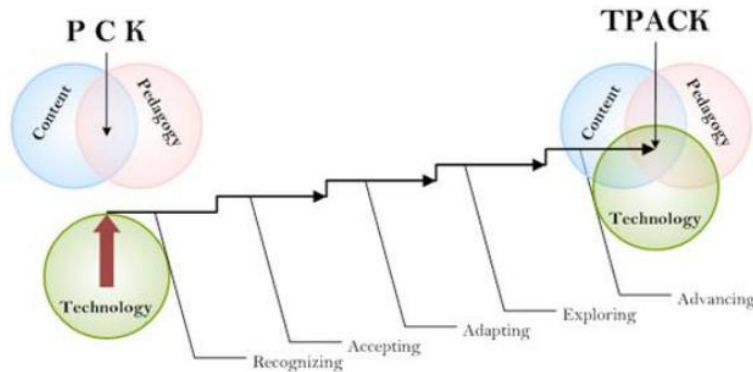 P C K
TPACK
Content
Pedagogy
Content
Pedagogy
Technology
Technology
Advancing
Exploring
Adapting
Accepting
Recognizing